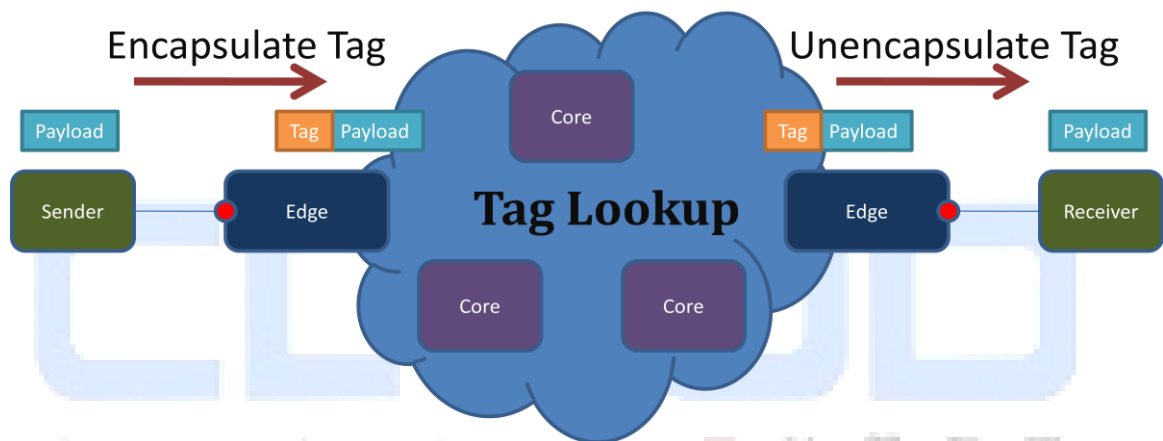 Encapsulate Tag
Unencapsulate Tag
Payload
Tag
Payload
Core
Tag
Payload
Payload
Sender
Edge
Tag Lookup
Edge
Receiver
Core
Core